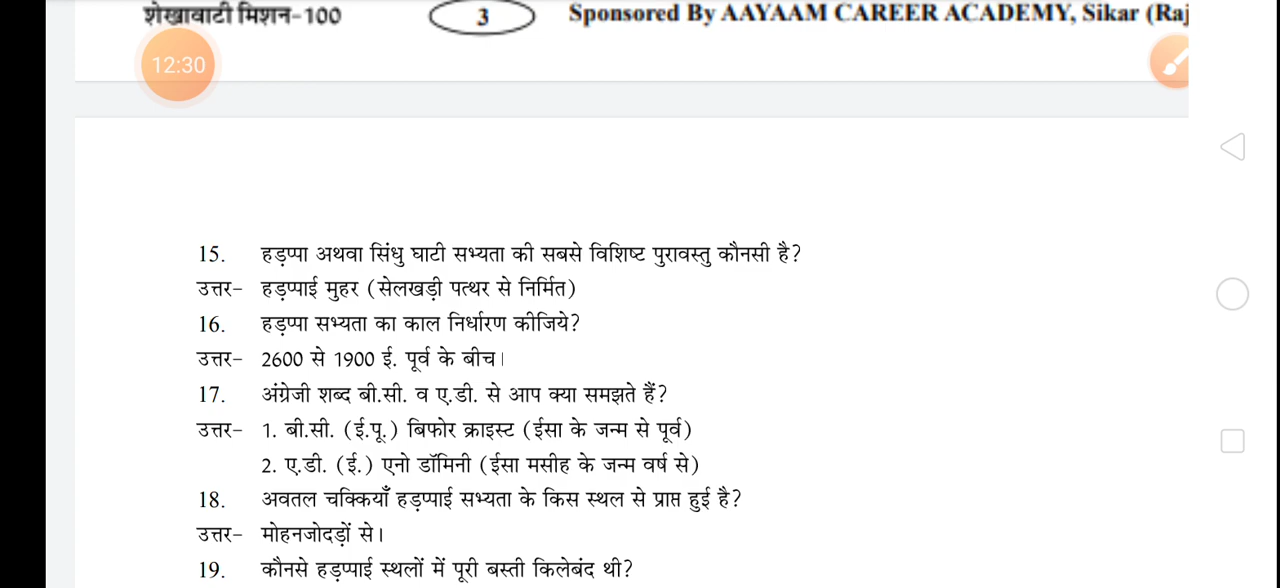 शेखावाटी मिशन-100 3 Sponsored By AAYAAM CAREER ACADEMY, Sikar (Raj
12:30
15. हड़प्पा अथवा सिंधु घाटी सभ्यता की सबसे विशिष्ट पुरावस्तु कौनसी है?
उत्तर- हड़प्पाई मुहर (सेलखड़ी पत्थर से निर्मित)
16. हड़प्पा सभ्यता का काल निर्धारण कीजिये?
उत्तर- 2600 से 1900 ई. पूर्व के बीच।
17. अंग्रेजी शब्द बी.सी. व ए.डी. से आप क्या समझते हैं?
उत्तर- 1. बी.सी. (ई.पू.) बिफोर क्राइस्ट (ईसा के जन्म से पूर्व)
2. ए.डी. (ई.) एनो डॉमिनी (ईसा मसीह के जन्म वर्ष से)
18. अवतल चक्कियाँ हड़प्पाई सभ्यता के किस स्थल से प्राप्त हुई है?
उत्तर- मोहनजोदड़ों से।
19. कौनसे हड़प्पाई स्थलों में पूरी बस्ती किलेबंद थी?